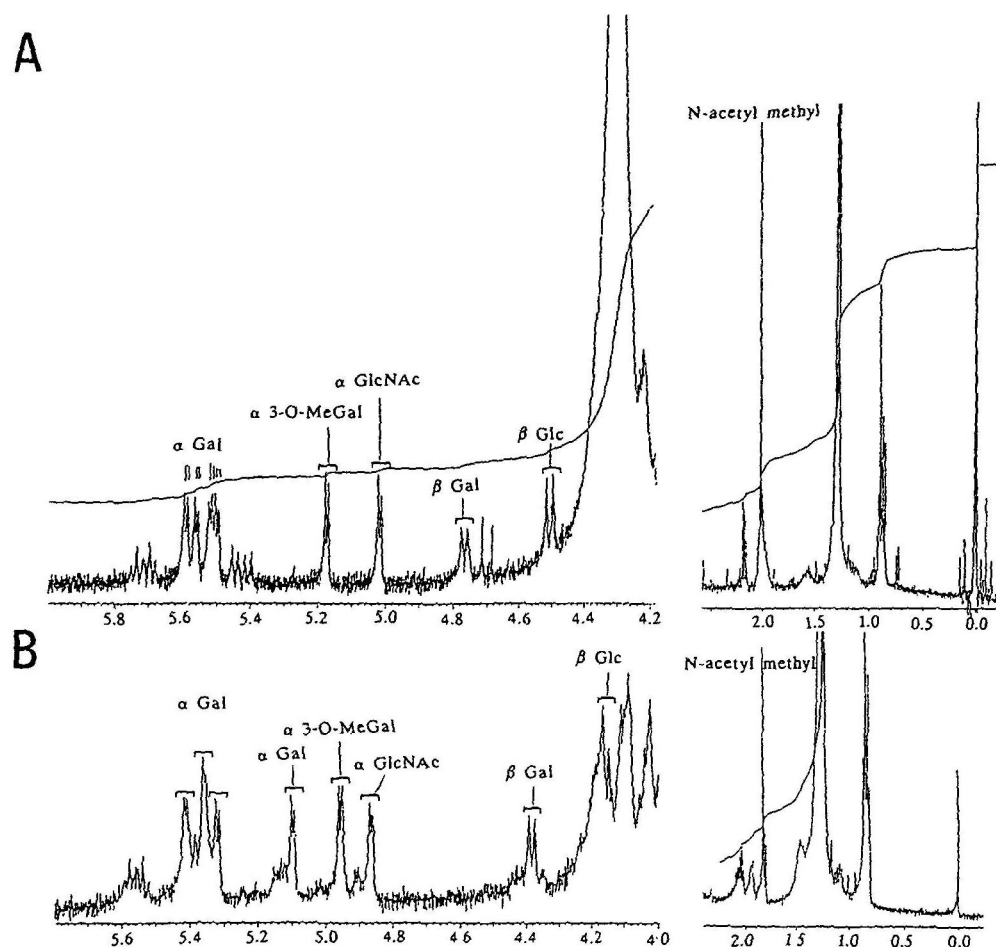 A
N-acetyl methyl
α GlcNAc
α 3-O-MeGal
α Gal
β Glc
β Gal
5.8 5.6 5.4 5.2 5.0 4.8 4.6 4.4 4.2
2.0 1.5 1.0 0.5 0.0
B
β Glc
N-acetyl methyl
α Gal
α 3-O-MeGal
α Gal
α GlcNAc
β Gal
5.6 5.4 5.2 5.0 4.8 4.6 4.4 4.2 4.0
2.0 1.5 1.0 0.5 0.0